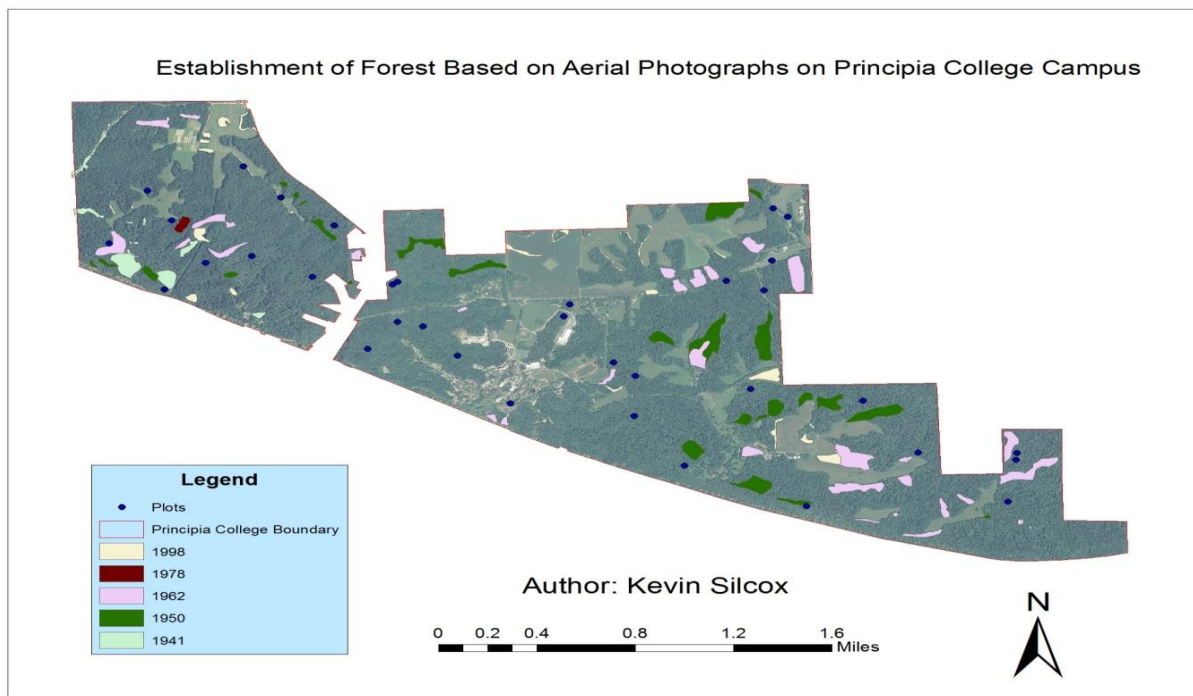 Establishment of Forest Based on Aerial Photographs on Principia College Campus
Legend
Plots
Principia College Boundary
1998
1978
1962
1950
1941
Author: Kevin Silcox
0 0.2 0.4 0.8 1.2 1.6
Miles
N